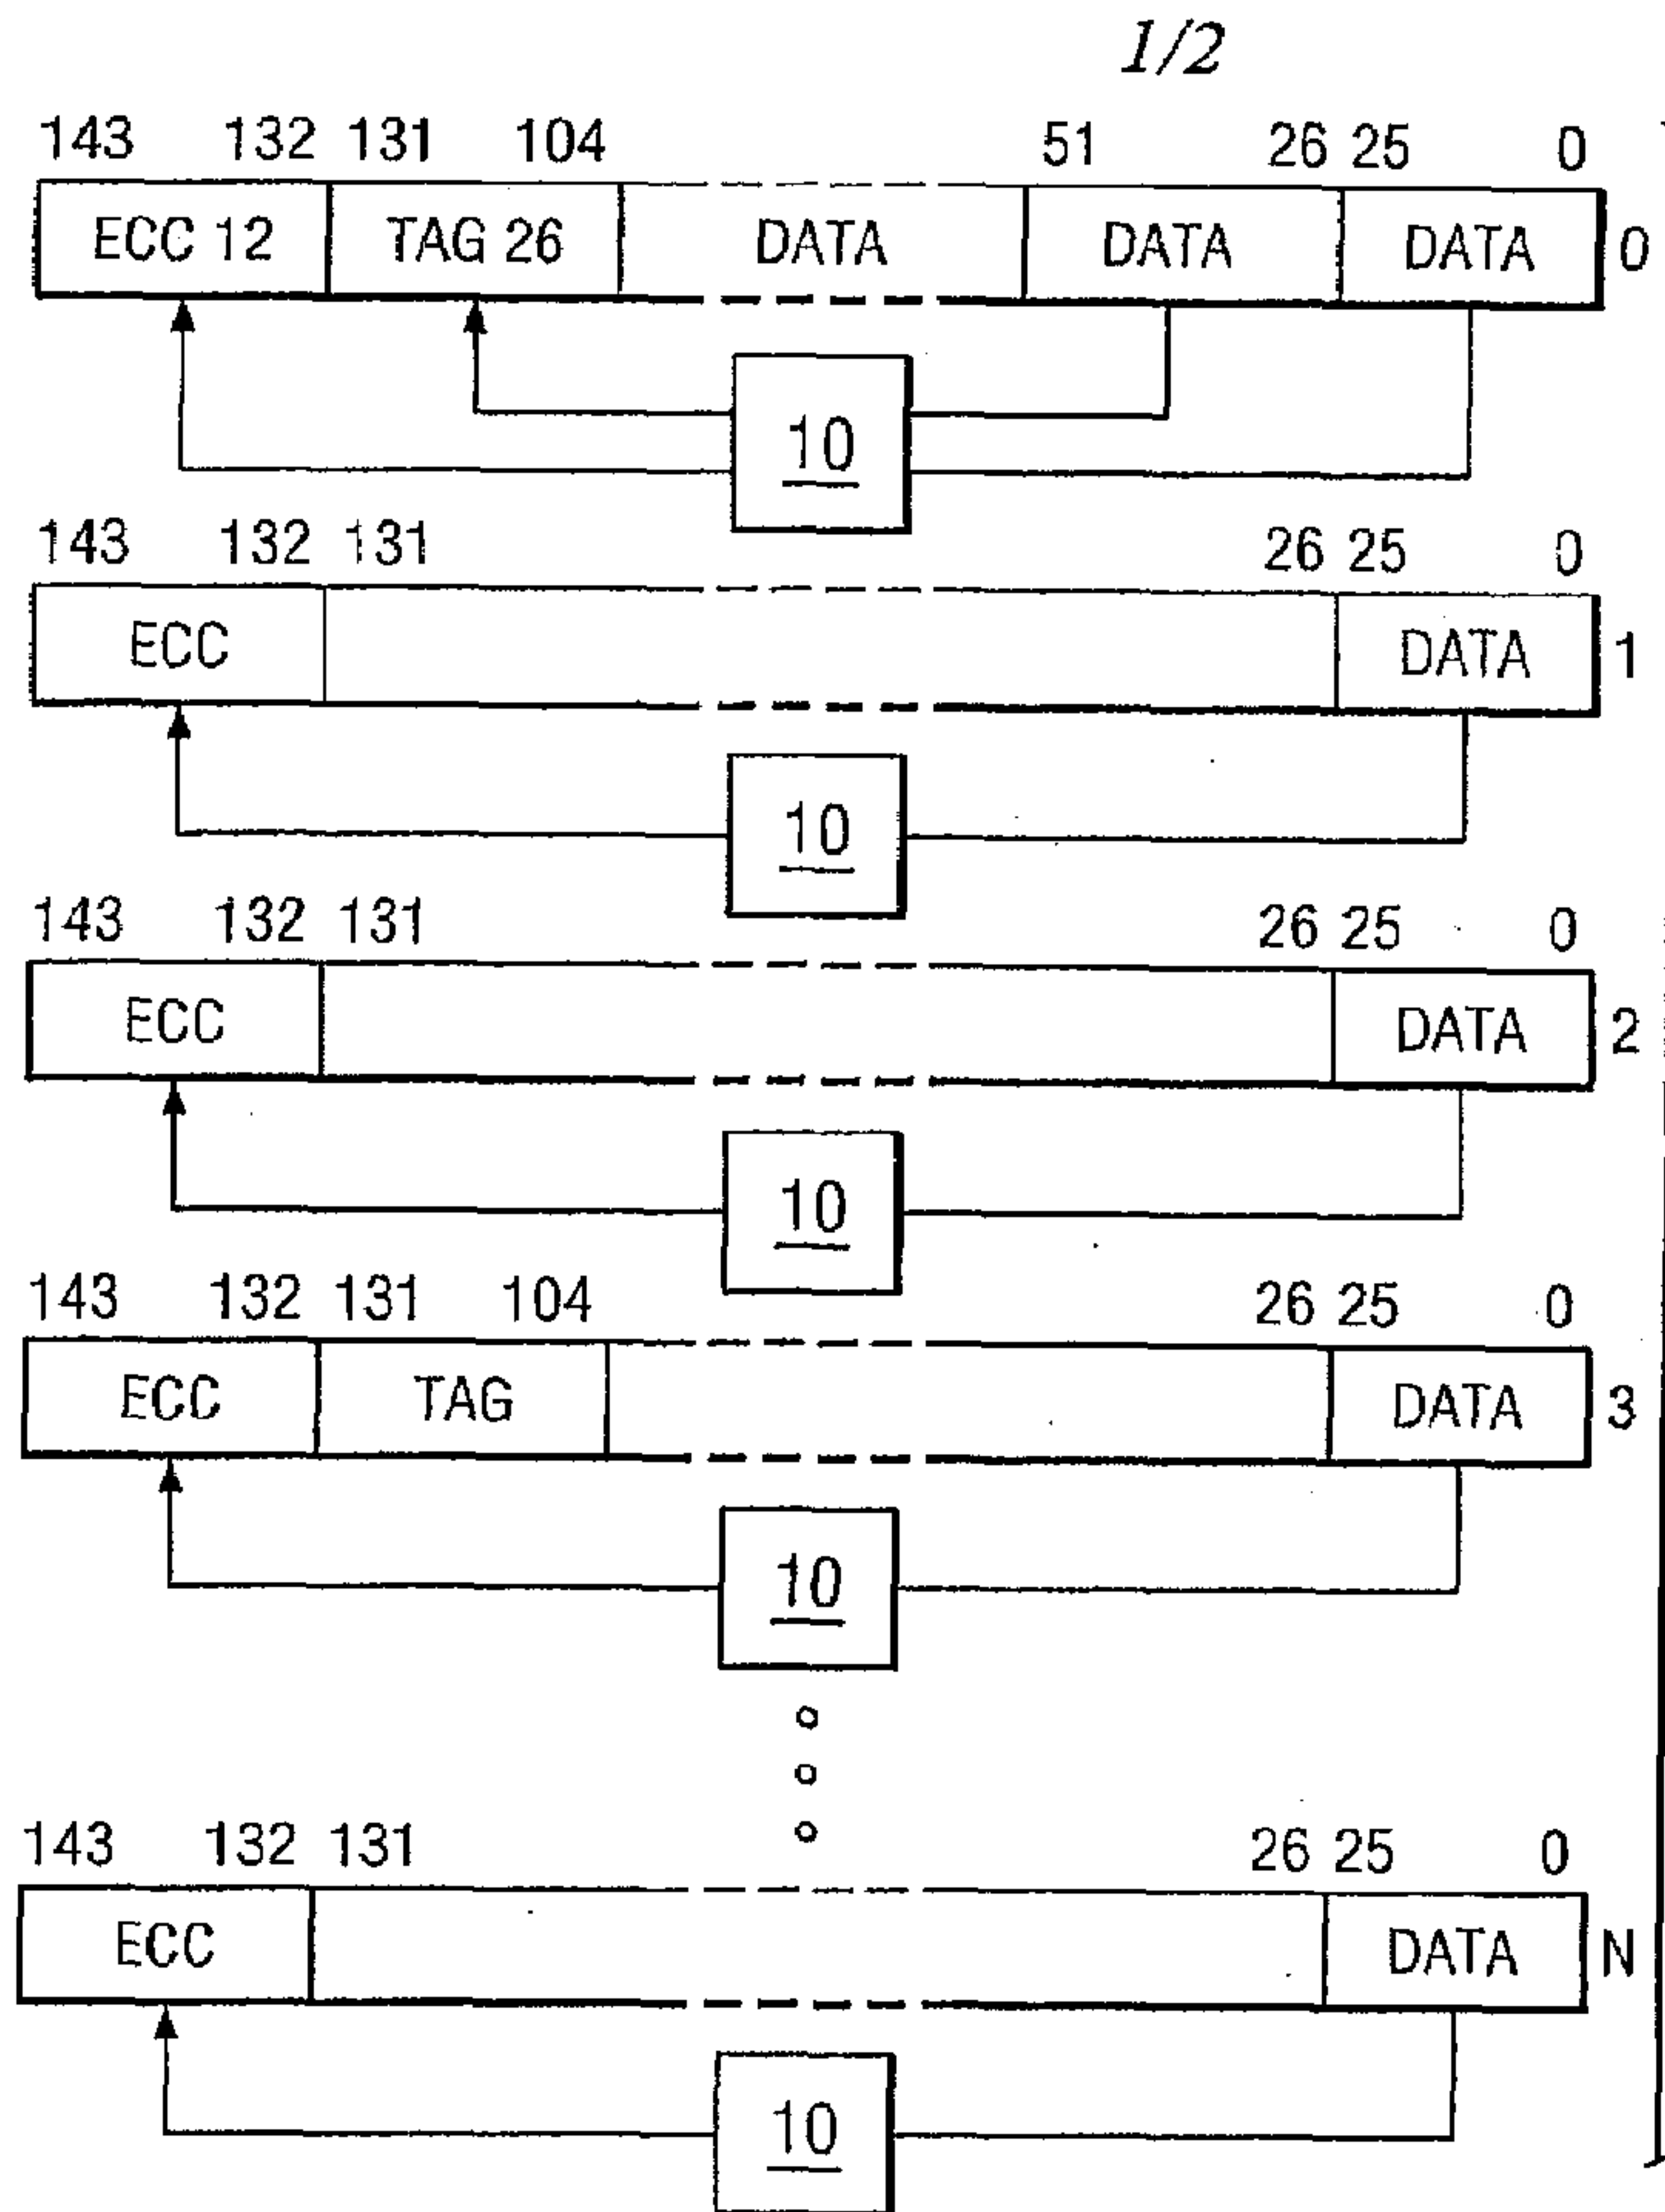 1/2
143 132 131 104 51 26 25 0
ECC 12 TAG 26 DATA DATA DATA 0
10
143 132 131 26 25 0
ECC DATA 1
10
143 132 131 26 25 0
ECC DATA 2
10
143 132 131 104 26 25 0
ECC TAG DATA 3
10
143 132 131 26 25 0
ECC DATA N
10